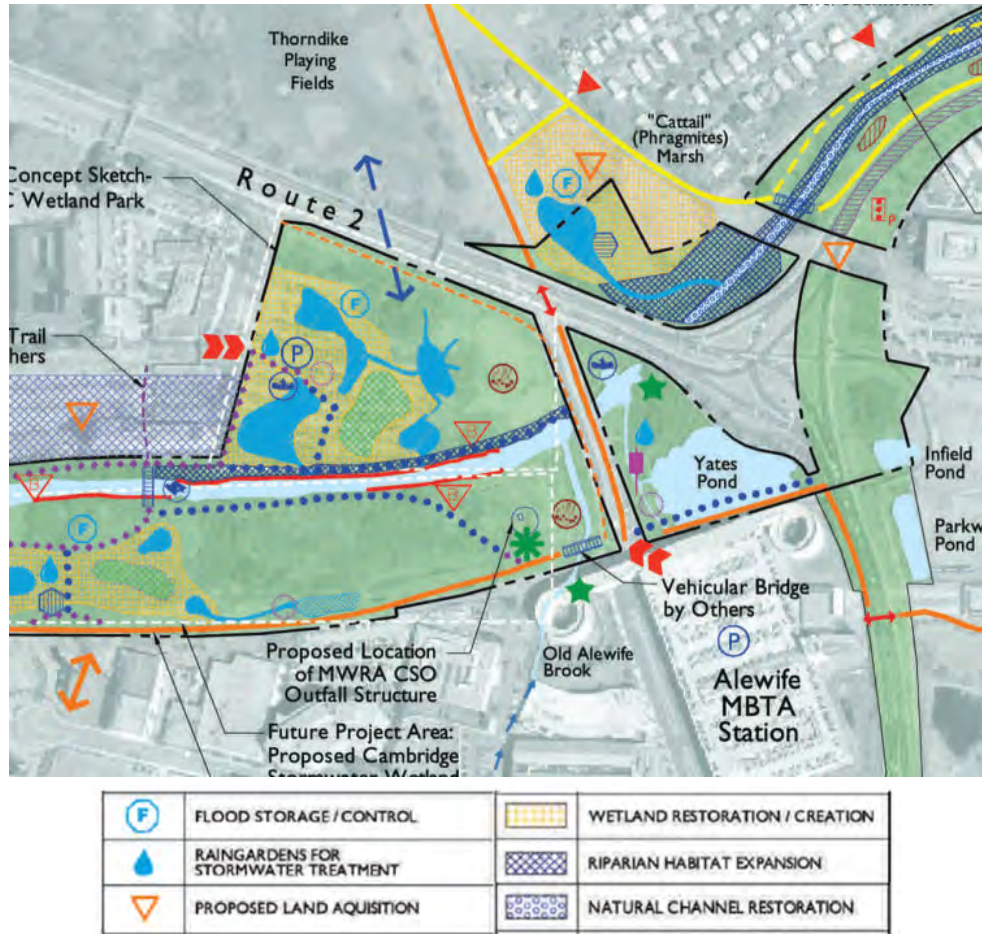 Thorndike
Playing
Fields
"Cattail"
(Phragmites)
Marsh
Concept Sketch-
C Wetland Park
Route 2
F
F
P
Trail
hers
P
B
B
B
F
Yates
Pond
Infield
Pond
Parkw
Pond
Vehicular Bridge
by Others
P
Proposed Location
of MWRA CSO
Outfall Structure
Old Alewife
Brook
Alewife
MBTA
Station
Future Project Area:
Proposed Cambridge
Stormwater Wetland
F FLOOD STORAGE / CONTROL
WETLAND RESTORATION / CREATION
RAINGARDENS FOR
STORMWATER TREATMENT
RIPARIAN HABITAT EXPANSION
PROPOSED LAND AQUISITION
NATURAL CHANNEL RESTORATION